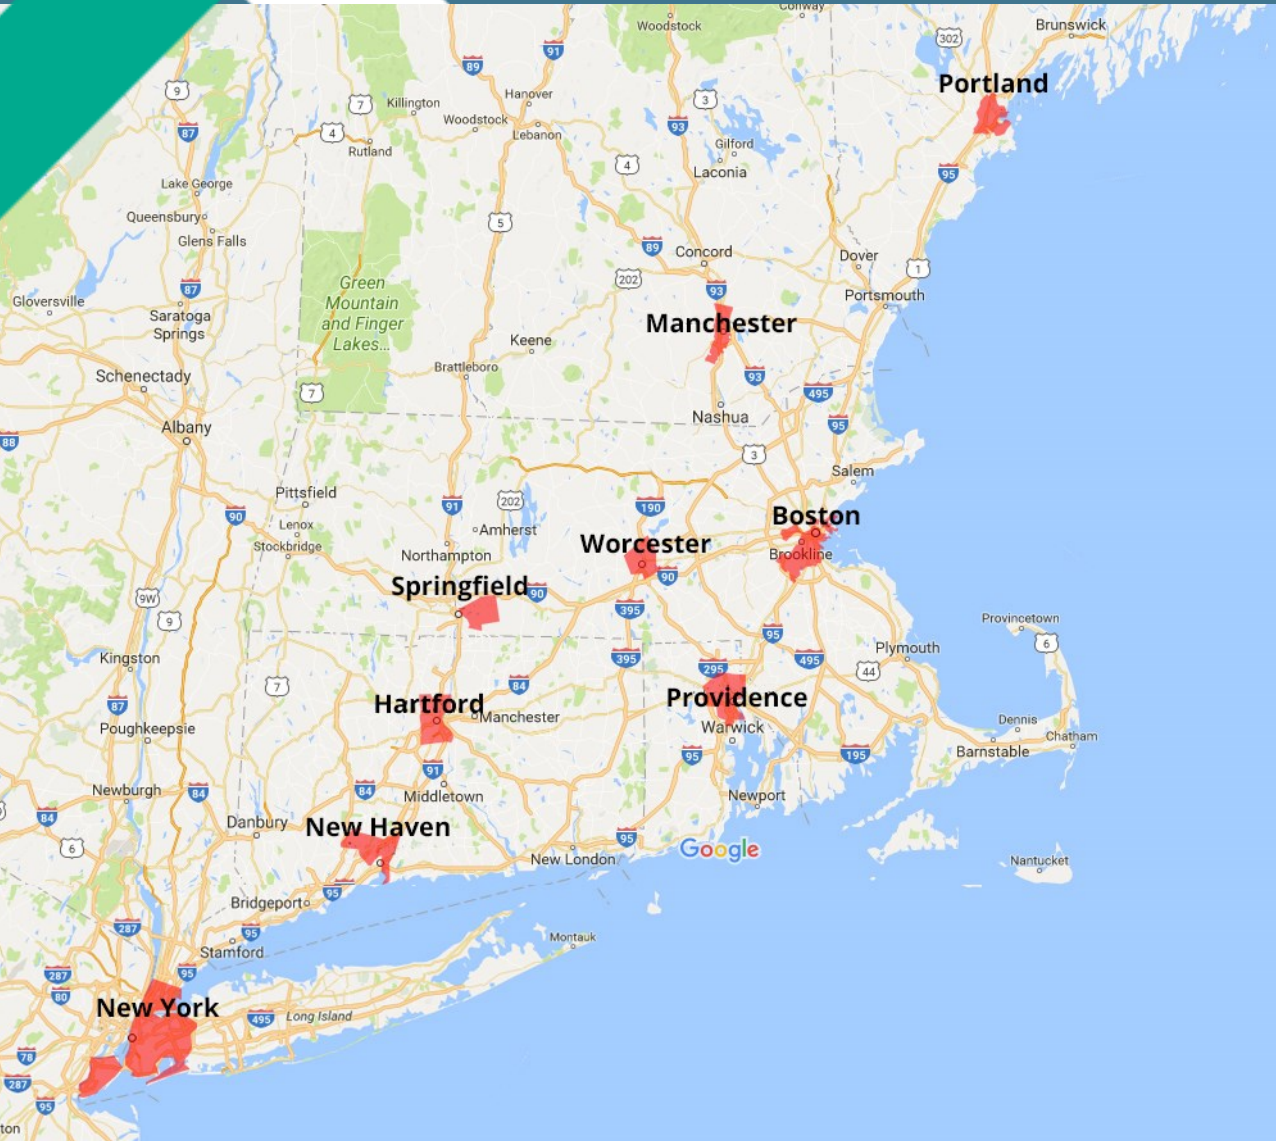 Conway
Woodstock
Brunswick
302
91
89
Portland
9
7
Killington
Hanover
3
Woodstock
Lebanon
93
87
4
Rutland
Gilford
4
Laconia
95
Lake George
Queensbury
5
Glens Falls
89
Concord
Dover
1
202
Green
Mountain
and Finger
Lakes...
87
93
Portsmouth
Gloversville
Saratoga
Springs
Manchester
Keene
Brattleboro
Schenectady
93
7
495
Nashua
95
Albany
88
3
Salem
Pittsfield
202
91
190
90
Boston
Lenox
Amherst
Stockbridge
Northampton
Worcester
Brookline
90
Springfield
90
9W
395
9
Provincetown
95
6
Kingston
395
495
Plymouth
295
44
7
84
Providence
Hartford
Manchester
87
Poughkeepsie
Warwick
Dennis
Chatham
95
195
Barnstable
91
84
Newburgh
84
Middletown
Newport
84
Danbury
New Haven
95
6
Google
New London
Nantucket
95
Bridgeport
287
95
Montauk
Stamford
287
95
80
New York
495
Long Island
78
287
95
ton